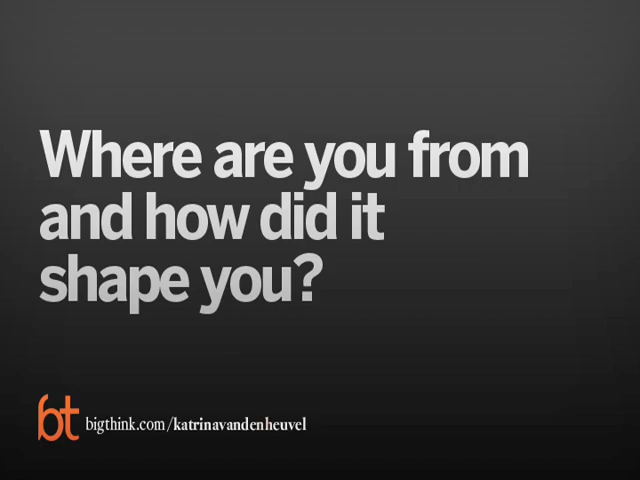 Where are you from
and how did it
shape you?
bt bigthink.com/katrinavandenheuvel